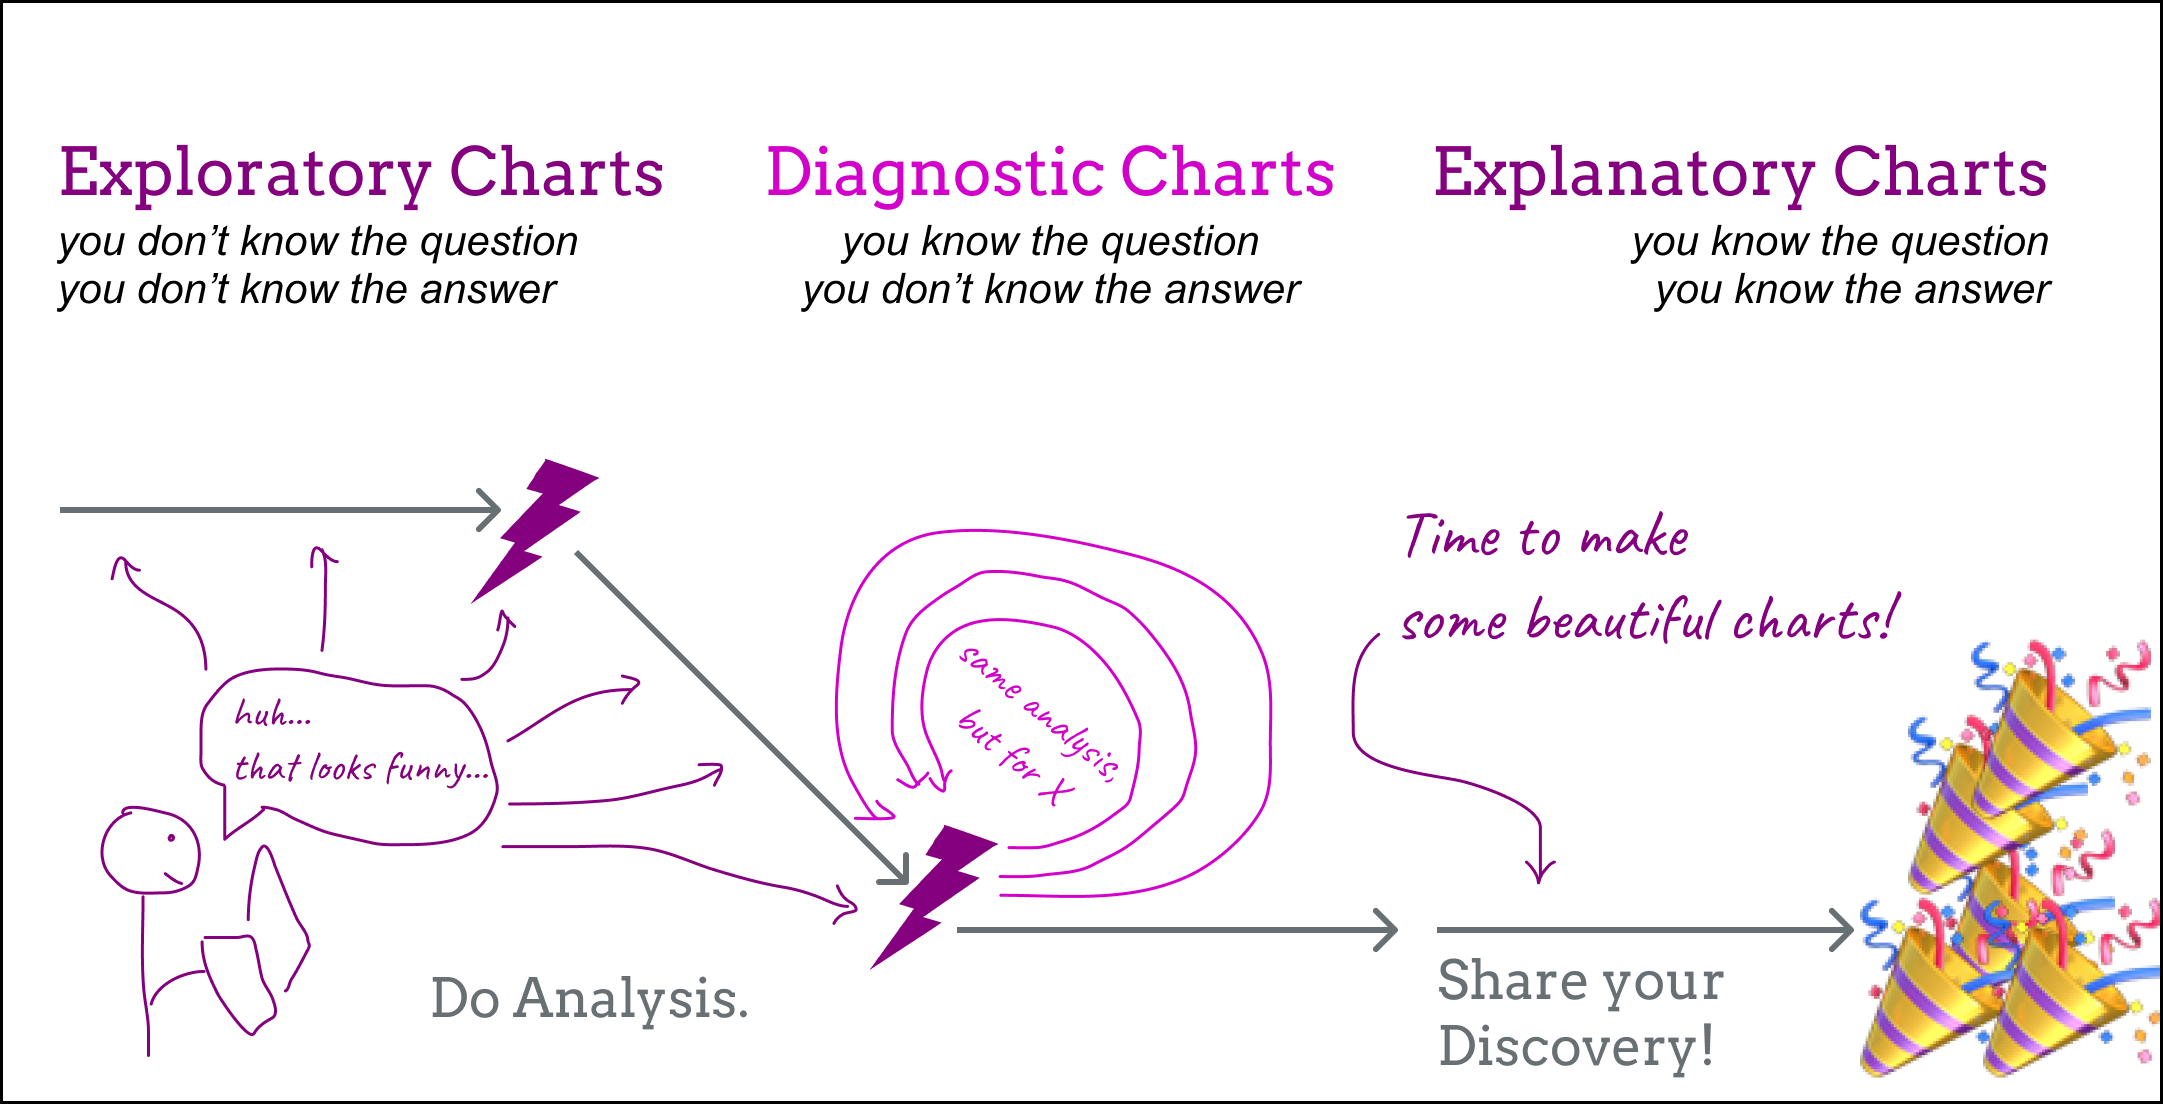 Exploratory Charts
you don’t know the question
you don’t know the answer
Diagnostic Charts
you know the question
you don’t know the answer
Explanatory Charts
you know the question
you know the answer
huh...
that looks funny...
Do Analysis.
same analysis,
but for X
Time to make
some beautiful charts!
Share your
Discovery!